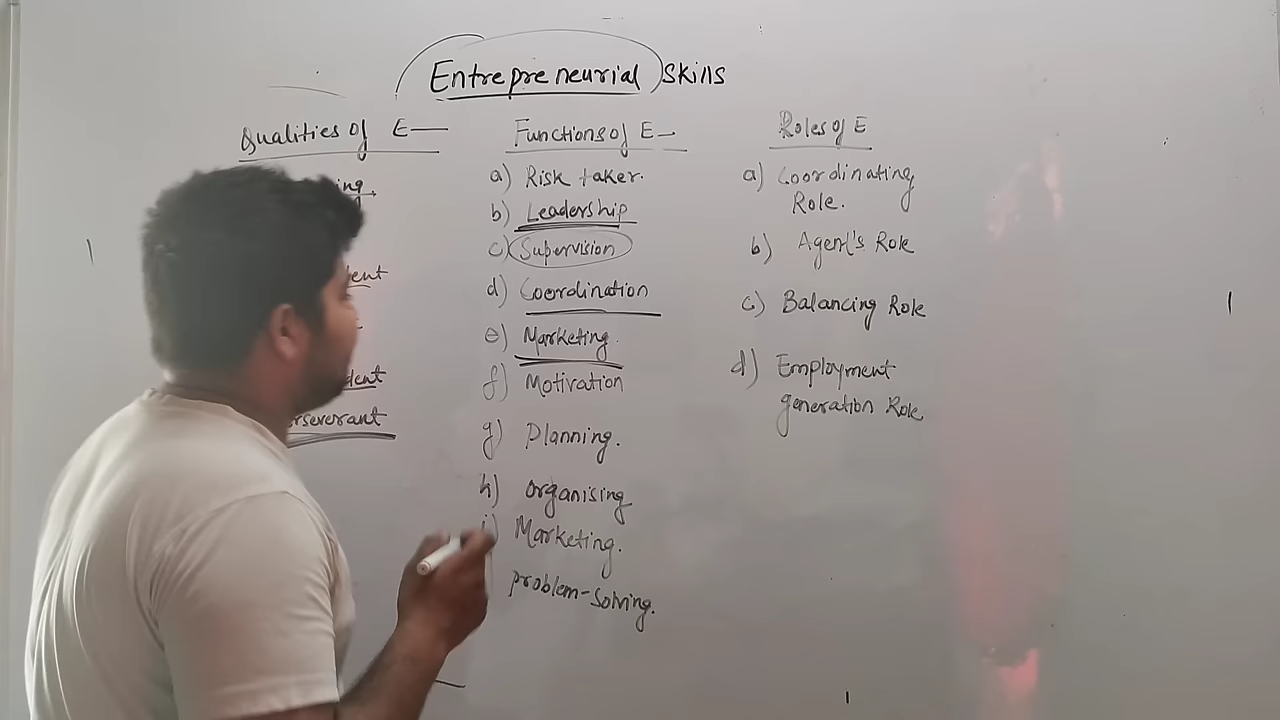 Entrepreneurial Skills
Qualities of E
perseverant
Functions of E
a) Risk taker.
b) Leadership
c) Supervision
d) Coordination
e) Marketing.
f) Motivation
g) Planning.
h) Organising
i) Marketing.
problem-Solving.
Roles of E
a) Coordinating
Role.
b) Agent's Role
c) Balancing Role
d) Employment
generation Role